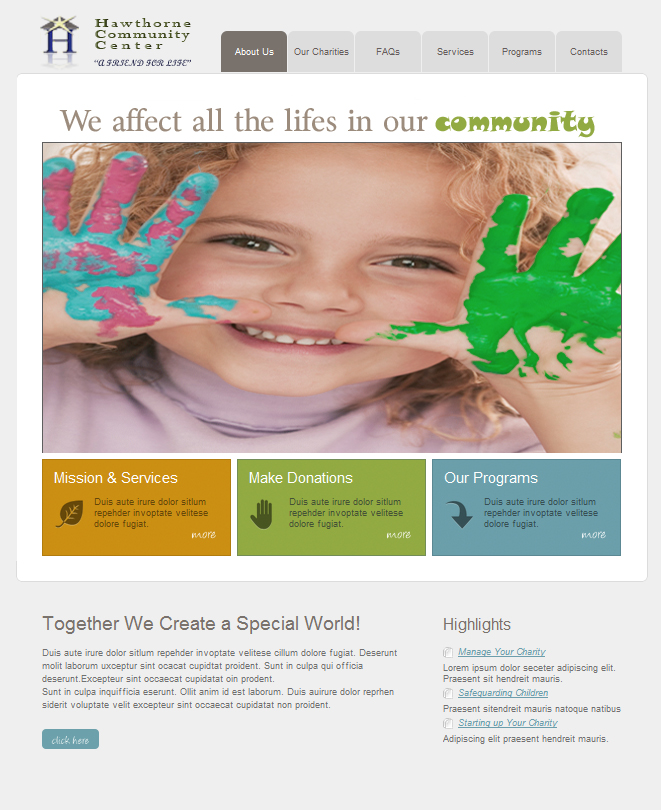 Hawthorne
Community
Center
"A FRIEND FOR LIFE"
About Us
Our Charities
FAQs
Services
Programs
Contacts
We affect all the lifes in our community
Mission & Services
Duis aute irure dolor sitlum
repehder invoptate velitese
dolore fugiat.
more
Make Donations
Duis aute irure dolor sitlum
repehder invoptate velitese
dolore fugiat.
more
Our Programs
Duis aute irure dolor sitlum
repehder invoptate velitese
dolore fugiat.
more
Together We Create a Special World!
Duis aute irure dolor sitlum repehder invoptate velitese cillum dolore fugiat. Deserunt
molit laborum uxceptur sint ocacat cupidtat proident. Sunt in culpa qui officia
deserunt.Excepteur sint occaecat cupidatat oin prodent.
Sunt in culpa inquifficia eserunt. Ollit anim id est laborum. Duis auirure dolor reprhen
siderit voluptate velit excepteur sint occaecat cupidatat non proident.
click here
Highlights
Manage Your Charity
Lorem ipsum dolor seceter adipiscing elit.
Praesent sit hendreit mauris.
Safeguarding Children
Praesent sitendreit mauris natoque natibus
Starting up Your Charity
Adipiscing elit praesent hendreit mauris.